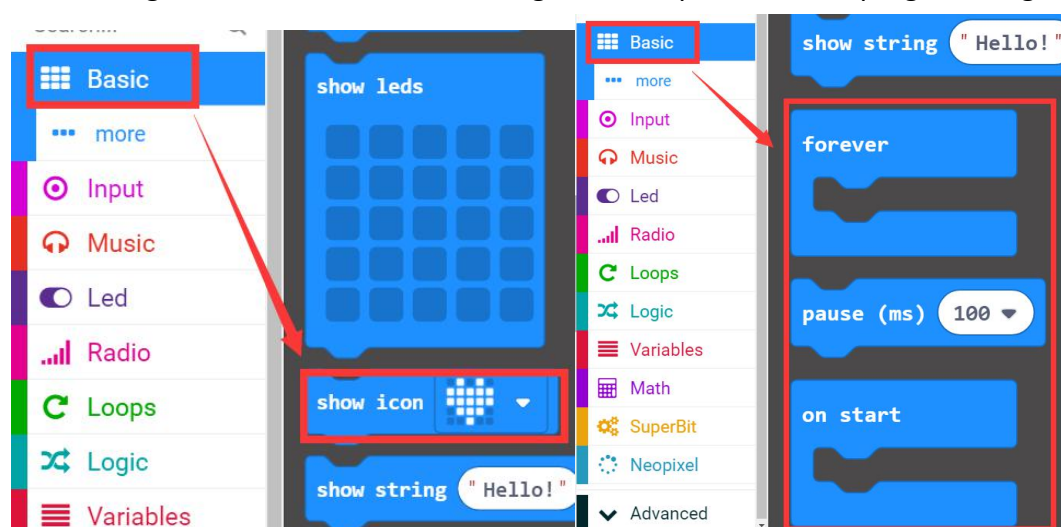 Basic
more
Input
Music
Led
Radio
Loops
Logic
Variables
show leds
show icon
show string "Hello!"
Basic
more
Input
Music
Led
Radio
Loops
Logic
Variables
Math
SuperBit
Neopixel
Advanced
show string "Hello!"
forever
pause (ms) 100
on start